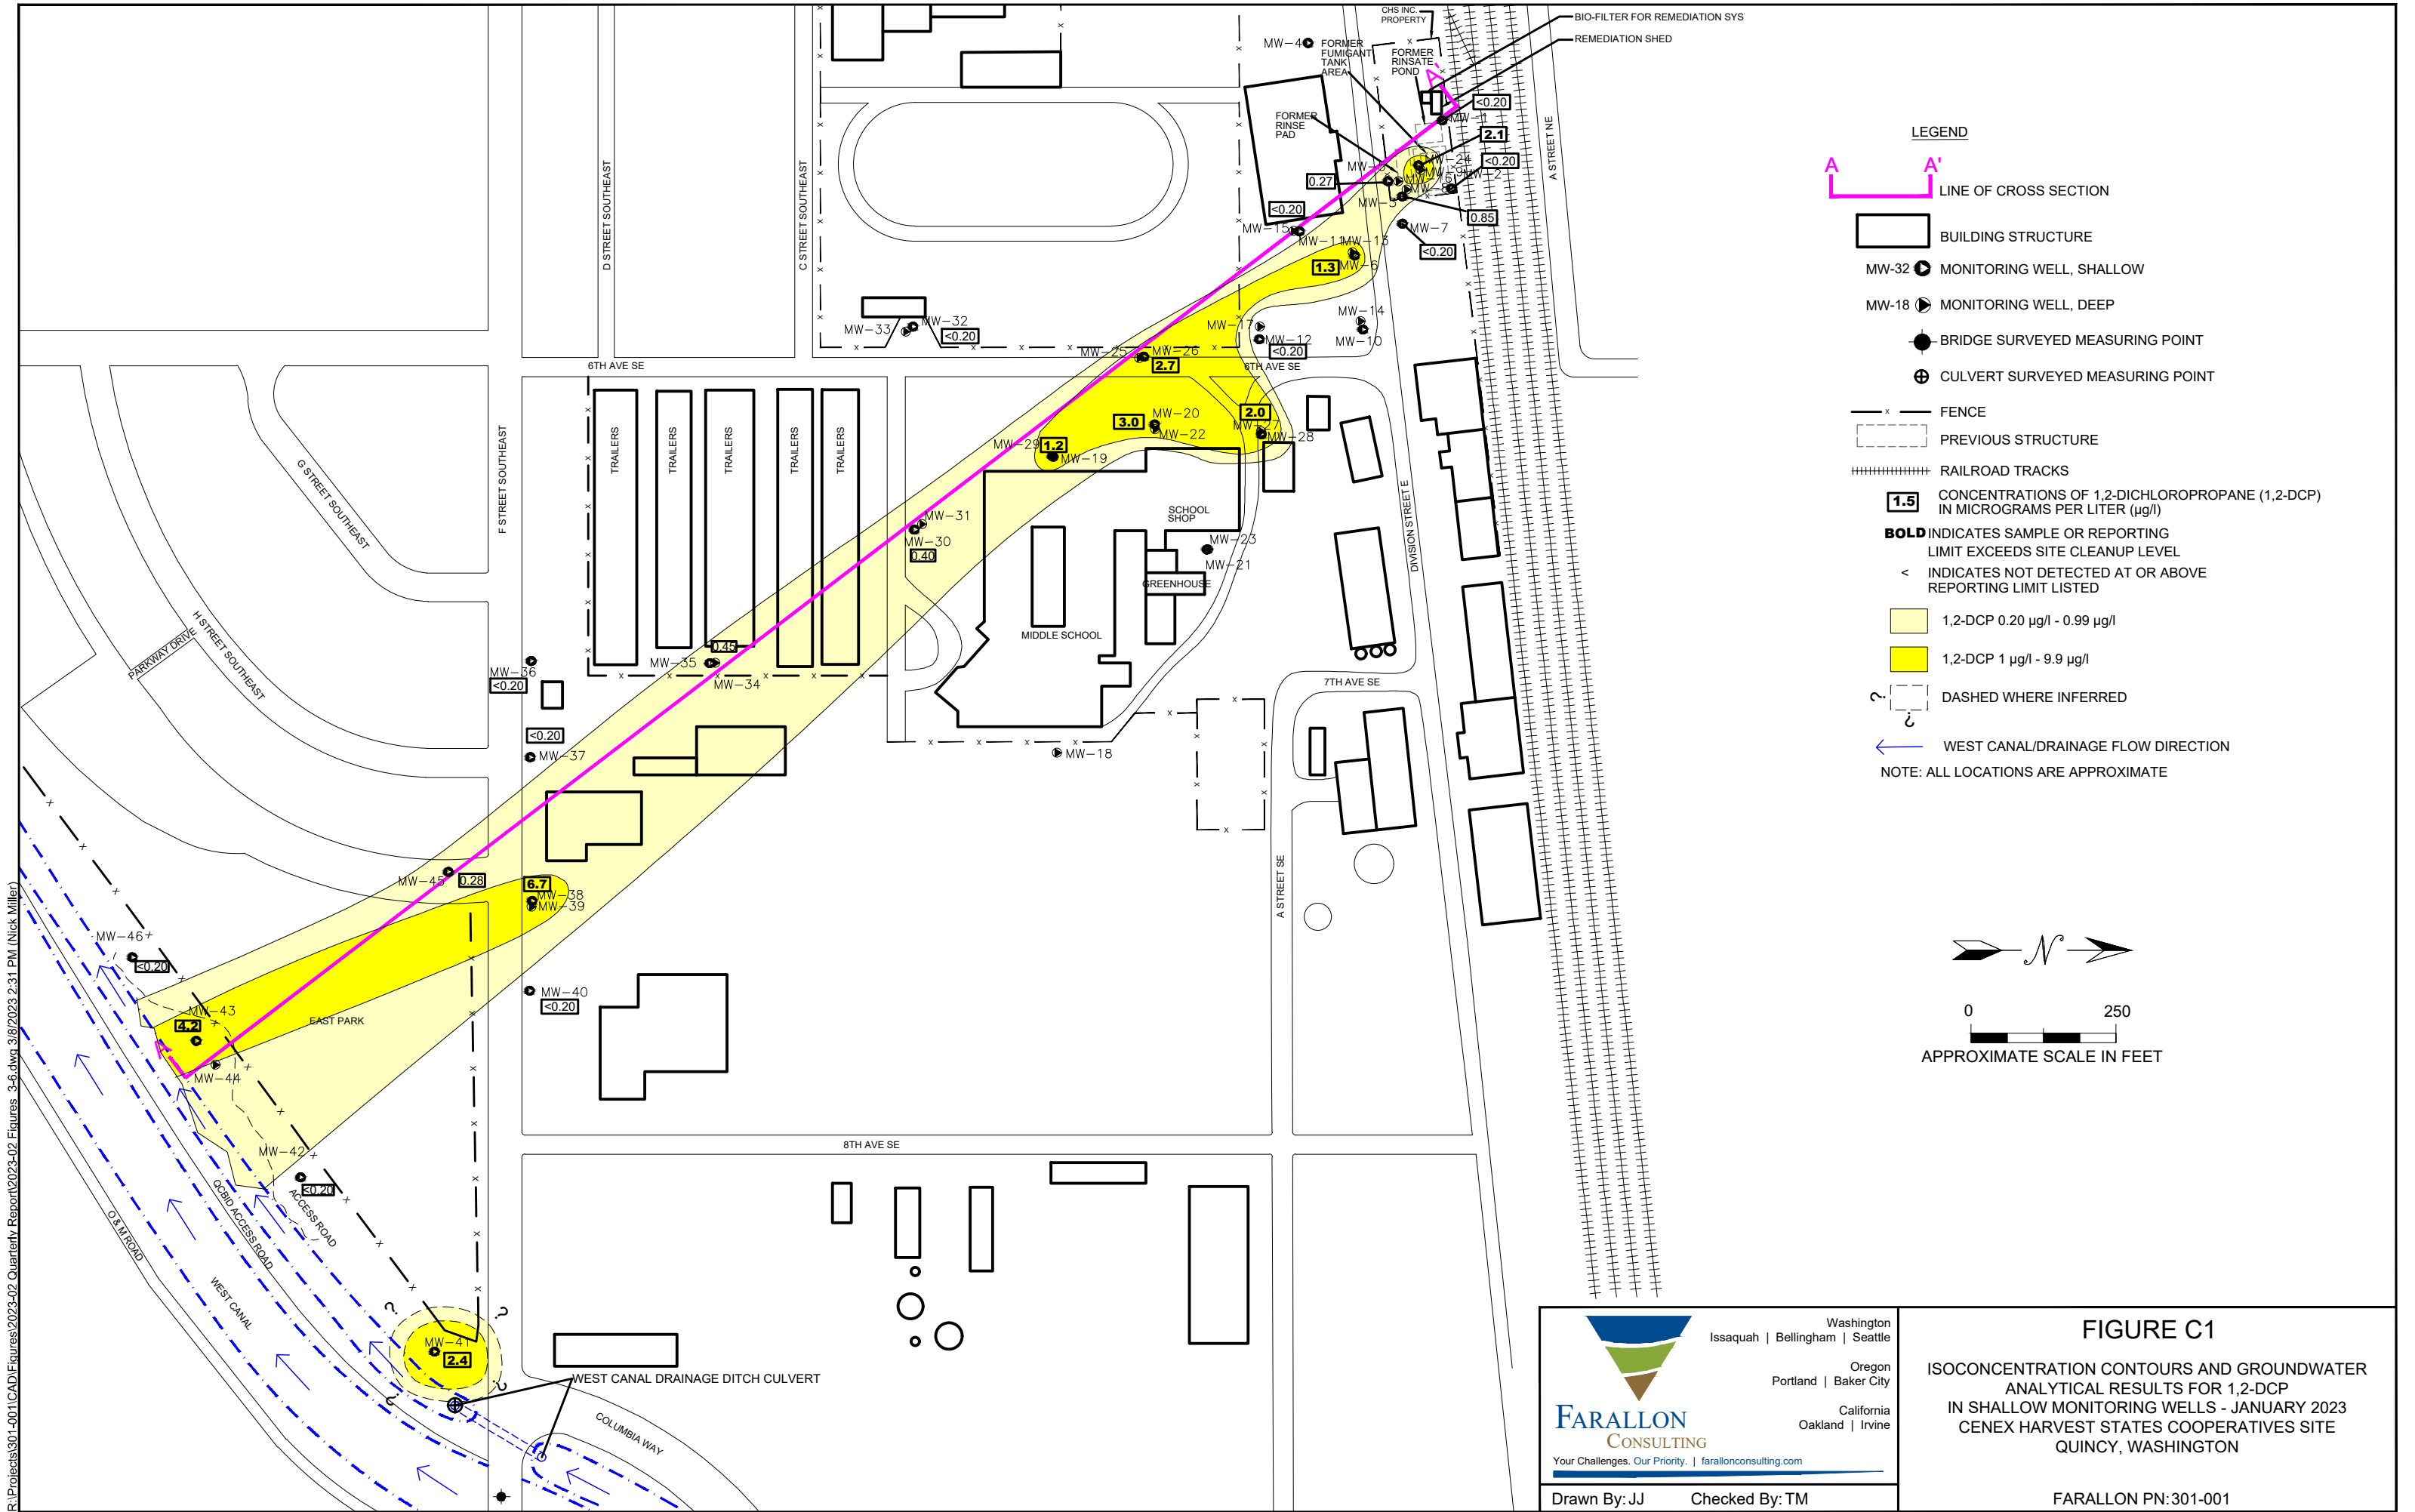 CHS INC.
PROPERTY
BIO-FILTER FOR REMEDIATION SYS
REMEDIATION SHED
MW-4
FORMER
FUMIGANT
TANK
AREA
FORMER
RINSATE
POND
A'
<0.20
MW-1
FORMER
RINSE
PAD
2.1
MW-24
<0.20
MW-9
MW-2
0.27
MW-3
MW-8
0.85
<0.20
MW-7
<0.20
MW-15
MW-11
MW-13
1.3
MW-6
MW-14
MW-10
MW-17
MW-12
<0.20
6TH AVE SE
MW-33
MW-32
<0.20
MW-25
MW-26
2.7
6TH AVE SE
D STREET SOUTHEAST
C STREET SOUTHEAST
A STREET NE
F STREET SOUTHEAST
G STREET SOUTHEAST
H STREET SOUTHEAST
PARKWAY DRIVE
TRAILERS
TRAILERS
TRAILERS
TRAILERS
TRAILERS
3.0
MW-20
MW-22
2.0
MW-27
MW-28
MW-29
1.2
MW-19
MW-31
MW-30
0.40
SCHOOL
SHOP
MW-23
MW-21
GREENHOUSE
MIDDLE SCHOOL
DIVISION STREET E
0.45
MW-35
MW-34
MW-36
<0.20
<0.20
MW-37
7TH AVE SE
MW-18
A STREET SE
MW-45
0.28
6.7
MW-38
MW-39
MW-46
<0.20
MW-40
<0.20
MW-43
4.2
EAST PARK
A
MW-44
MW-42
<0.20
ACCESS ROAD
QCBID ACCESS ROAD
O & M ROAD
WEST CANAL
8TH AVE SE
?
?
MW-41
2.4
?
?
WEST CANAL DRAINAGE DITCH CULVERT
COLUMBIA WAY
LEGEND
A
A'
LINE OF CROSS SECTION
BUILDING STRUCTURE
MW-32 MONITORING WELL, SHALLOW
MW-18 MONITORING WELL, DEEP
BRIDGE SURVEYED MEASURING POINT
CULVERT SURVEYED MEASURING POINT
x FENCE
PREVIOUS STRUCTURE
RAILROAD TRACKS
1.5 CONCENTRATIONS OF 1,2-DICHLOROPROPANE (1,2-DCP)
IN MICROGRAMS PER LITER (µg/l)
BOLD INDICATES SAMPLE OR REPORTING
LIMIT EXCEEDS SITE CLEANUP LEVEL
< INDICATES NOT DETECTED AT OR ABOVE
REPORTING LIMIT LISTED
1,2-DCP 0.20 µg/l - 0.99 µg/l
1,2-DCP 1 µg/l - 9.9 µg/l
? ? DASHED WHERE INFERRED
WEST CANAL/DRAINAGE FLOW DIRECTION
NOTE: ALL LOCATIONS ARE APPROXIMATE
N
0 250
APPROXIMATE SCALE IN FEET
R:\Projects\301-001\CAD\Figures\2023-02 Quarterly Report\2023-02 Figures_3-6.dwg 3/8/2023 2:31 PM (Nick Miller)
Washington
Issaquah | Bellingham | Seattle
Oregon
Portland | Baker City
California
Oakland | Irvine
FARALLON
CONSULTING
Your Challenges. Our Priority. | farallonconsulting.com
Drawn By: JJ Checked By: TM
FIGURE C1
ISOCONCENTRATION CONTOURS AND GROUNDWATER
ANALYTICAL RESULTS FOR 1,2-DCP
IN SHALLOW MONITORING WELLS - JANUARY 2023
CENEX HARVEST STATES COOPERATIVES SITE
QUINCY, WASHINGTON
FARALLON PN: 301-001